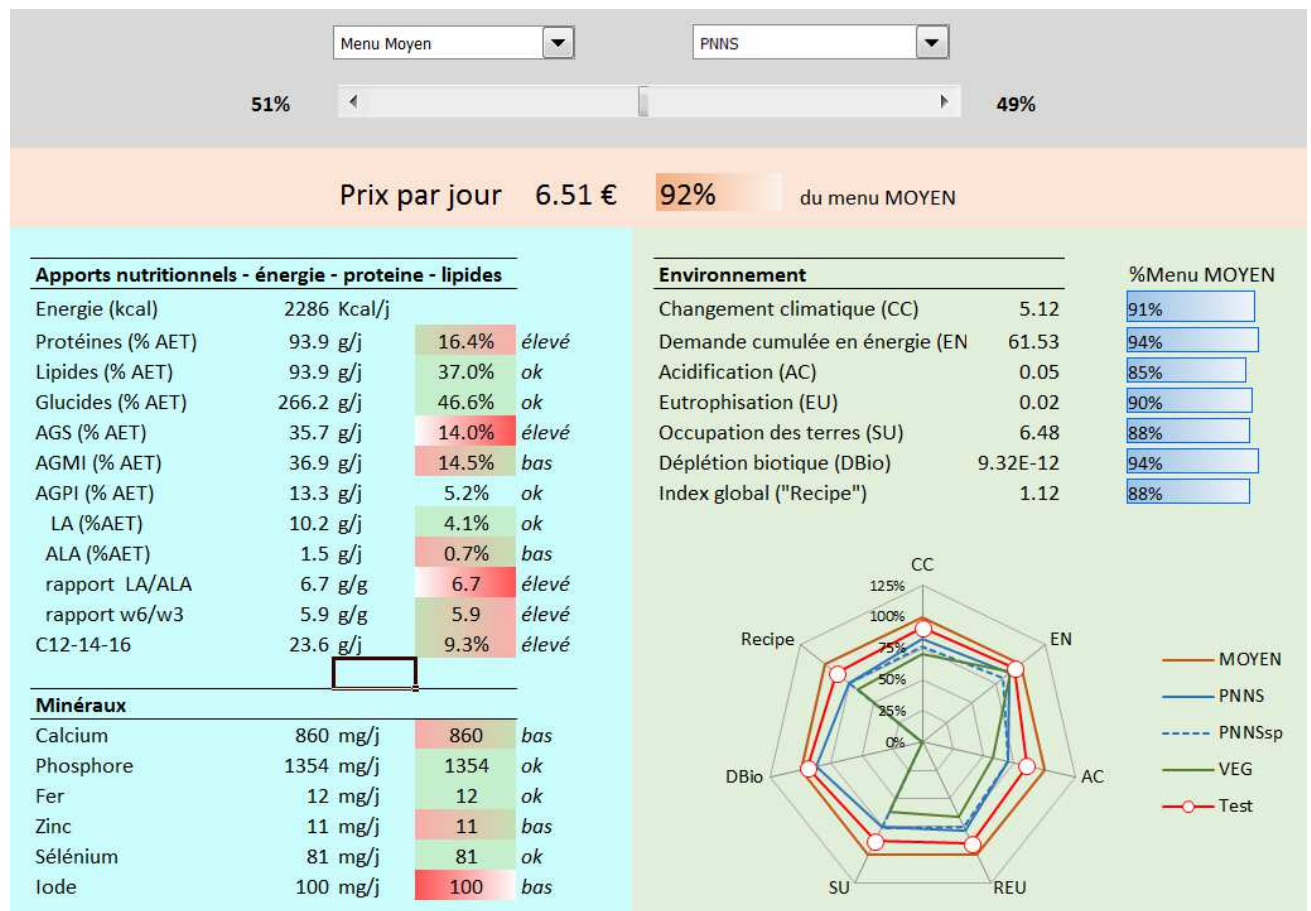 Menu Moyen PNNS
51% 49%
Prix par jour 6.51 € 92% du menu MOYEN
Apports nutritionnels - énergie - proteine - lipides
Energie (kcal) 2286 Kcal/j
Protéines (% AET) 93.9 g/j 16.4% élevé
Lipides (% AET) 93.9 g/j 37.0% ok
Glucides (% AET) 266.2 g/j 46.6% ok
AGS (% AET) 35.7 g/j 14.0% élevé
AGMI (% AET) 36.9 g/j 14.5% bas
AGPI (% AET) 13.3 g/j 5.2% ok
LA (%AET) 10.2 g/j 4.1% ok
ALA (%AET) 1.5 g/j 0.7% bas
rapport LA/ALA 6.7 g/g 6.7 élevé
rapport w6/w3 5.9 g/g 5.9 élevé
C12-14-16 23.6 g/j 9.3% élevé
Minéraux
Calcium 860 mg/j 860 bas
Phosphore 1354 mg/j 1354 ok
Fer 12 mg/j 12 ok
Zinc 11 mg/j 11 bas
Sélénium 81 mg/j 81 ok
Iode 100 mg/j 100 bas
Environnement %Menu MOYEN
Changement climatique (CC) 5.12 91%
Demande cumulée en énergie (EN 61.53 94%
Acidification (AC) 0.05 85%
Eutrophisation (EU) 0.02 90%
Occupation des terres (SU) 6.48 88%
Déplétion biotique (DBio) 9.32E-12 94%
Index global ("Recipe") 1.12 88%
CC
125%
100%
75%
50%
25%
0%
EN
AC
REU
SU
DBio
Recipe
MOYEN
PNNS
PNNSsp
VEG
Test